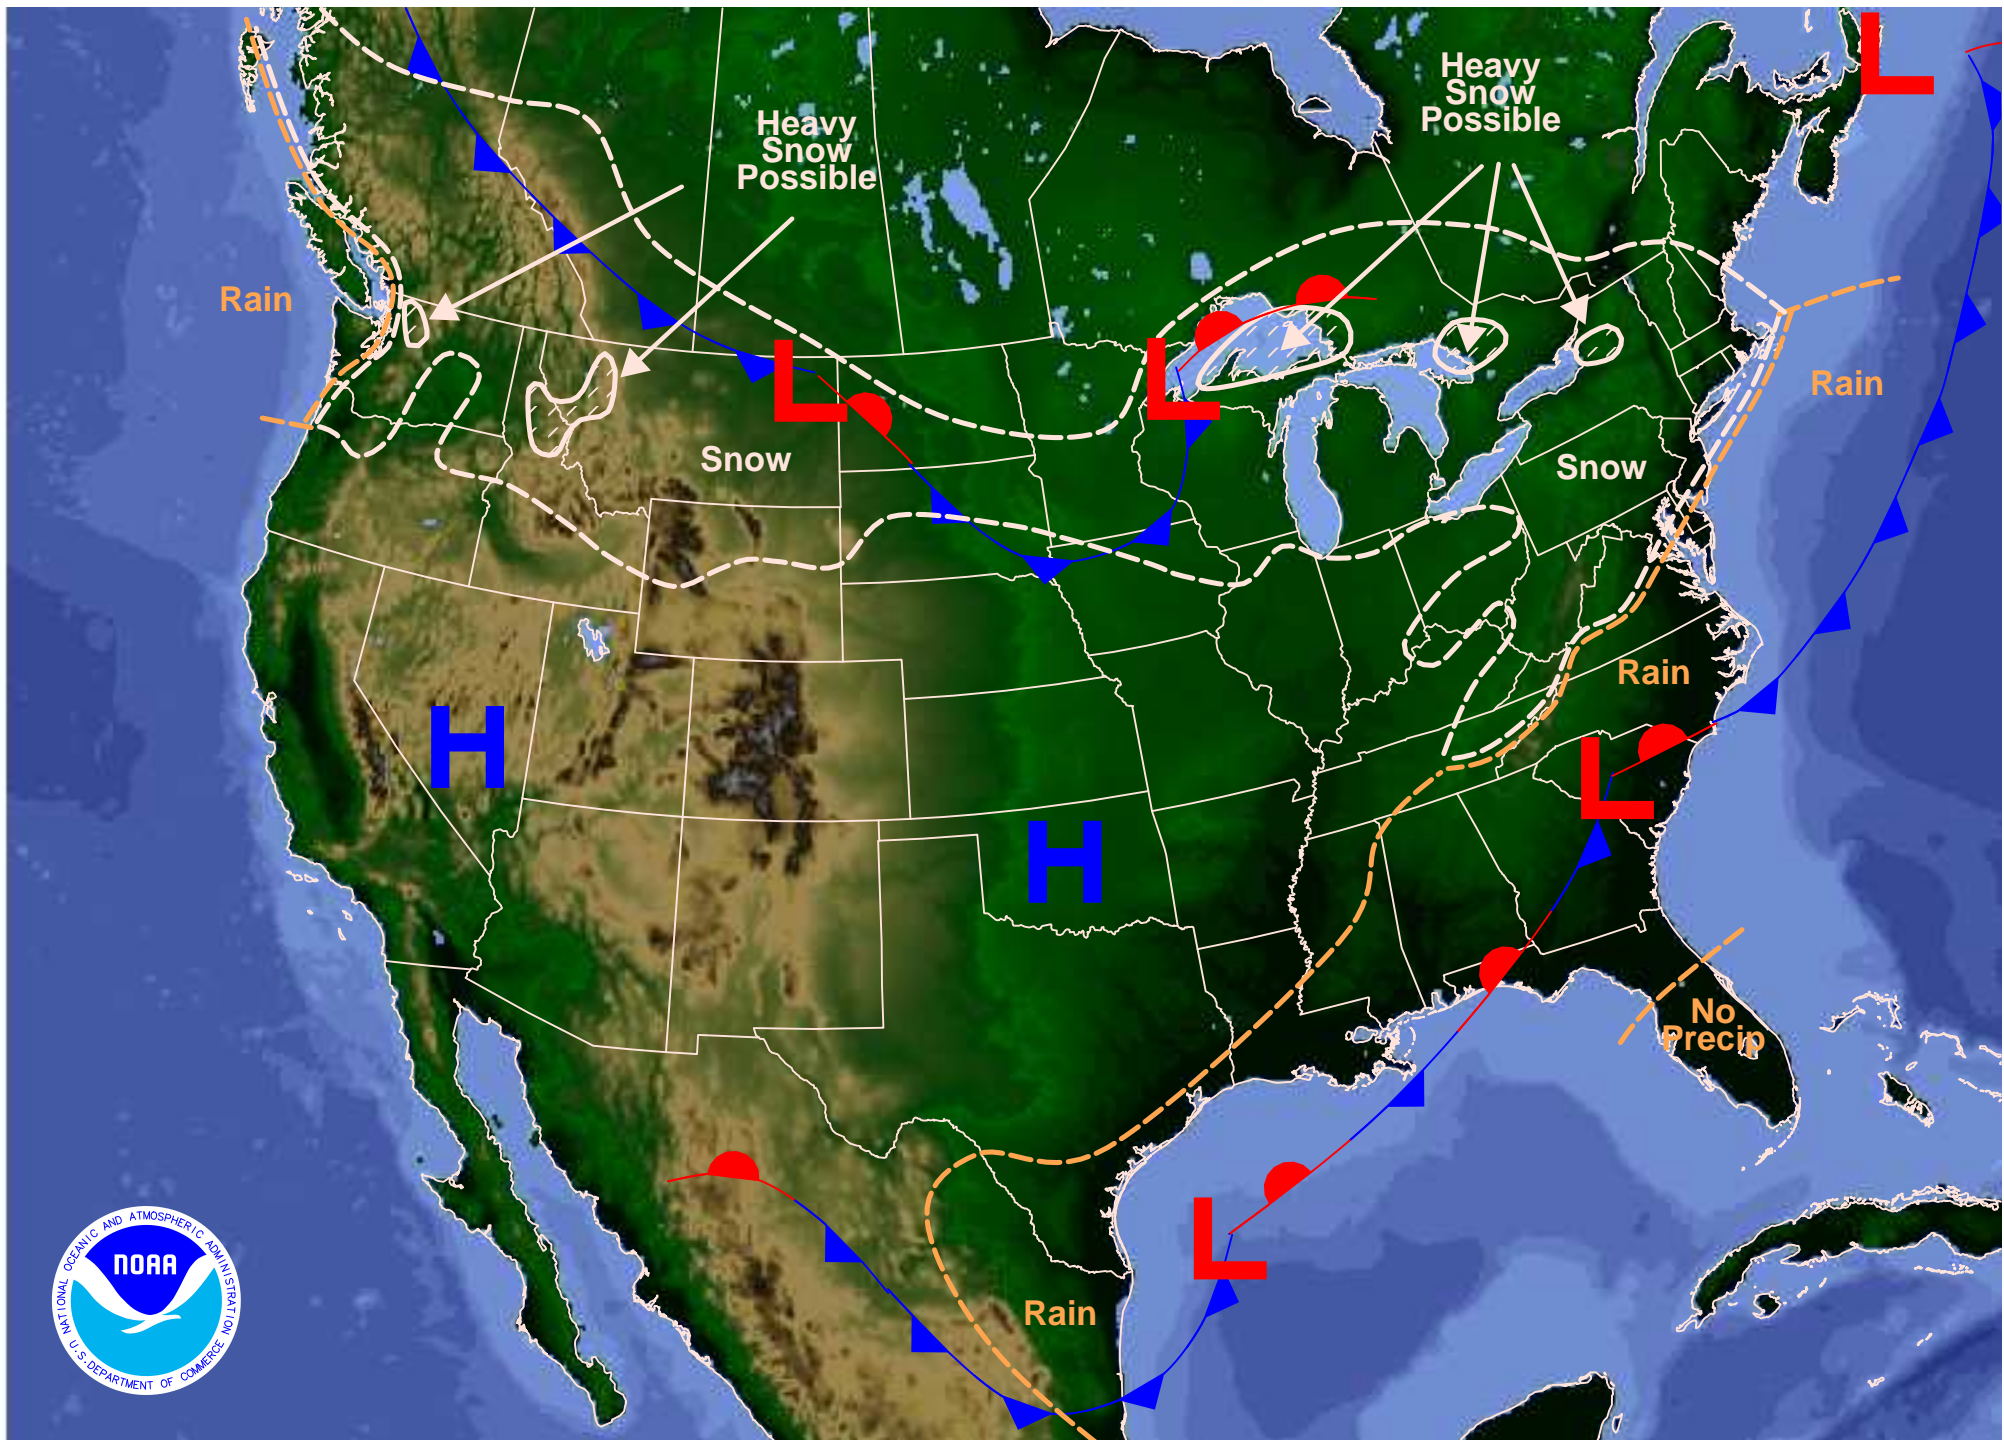 Heavy
Snow
Possible
Heavy
Snow
Possible
L
Rain
L
L
Rain
Snow
Snow
Rain
H
L
H
No
Precip
L
Rain
NATIONAL OCEANIC AND ATMOSPHERIC ADMINISTRATION
NOAA
U.S. DEPARTMENT OF COMMERCE